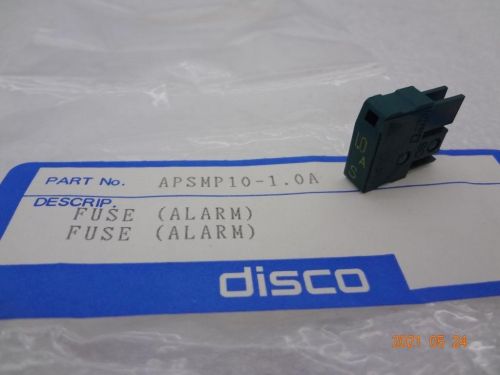 PART No. APSMP10-1.0A
DESCRIP.
FUSE (ALARM)
FUSE (ALARM)
disco
2021 05 24